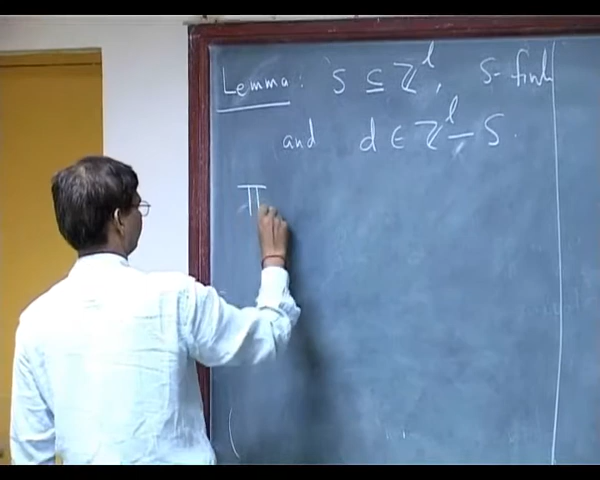 Lemma: S ⊆ ℤ^l, S-finite
and d ∈ ℤ^l - S.
π